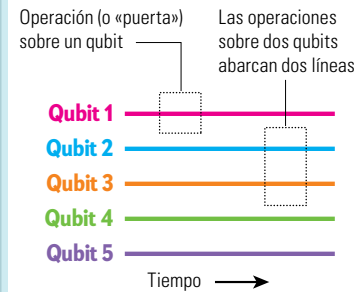 Operación (o «puerta»)
sobre un qubit
Las operaciones
sobre dos qubits
abarcan dos líneas
Qubit 1
Qubit 2
Qubit 3
Qubit 4
Qubit 5
Tiempo